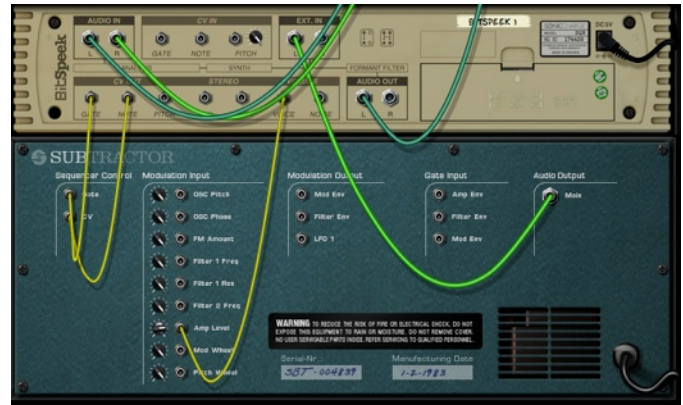 AUDIO IN
CV IN
EXT. IN
L
R
GATE
NOTE
PITCH
L
BitSpeek
BITSPEEK 1
DC5V
SYNTH
FORMANT FILTER
STEREO
AUDIO OUT
GATE
NOTE
PITCH
VOICE
NOISE
L
R
SUBTRACTOR
Sequencer Control
Gate
CV
Modulation Input
OSC Pitch
OSC Phase
FM Amount
Filter 1 Freq
Filter 1 Res
Filter 2 Freq
Amp Level
Mod Wheel
Pitch Wheel
Modulation Output
Mod Env
Filter Env
LFO 1
Gate Input
Amp Env
Filter Env
Mod Env
Audio Output
Main
WARNING TO REDUCE THE RISK OF FIRE OR ELECTRICAL SHOCK, DO NOT
EXPOSE THIS EQUIPMENT TO RAIN OR MOISTURE. DO NOT REMOVE COVER.
NO USER SERVICABLE PARTS INSIDE. REFER SERVICING TO QUALIFIED PERSONNEL.
Serial-Nr.:
SBT-004839
Manufacturing Date
1-2-1983